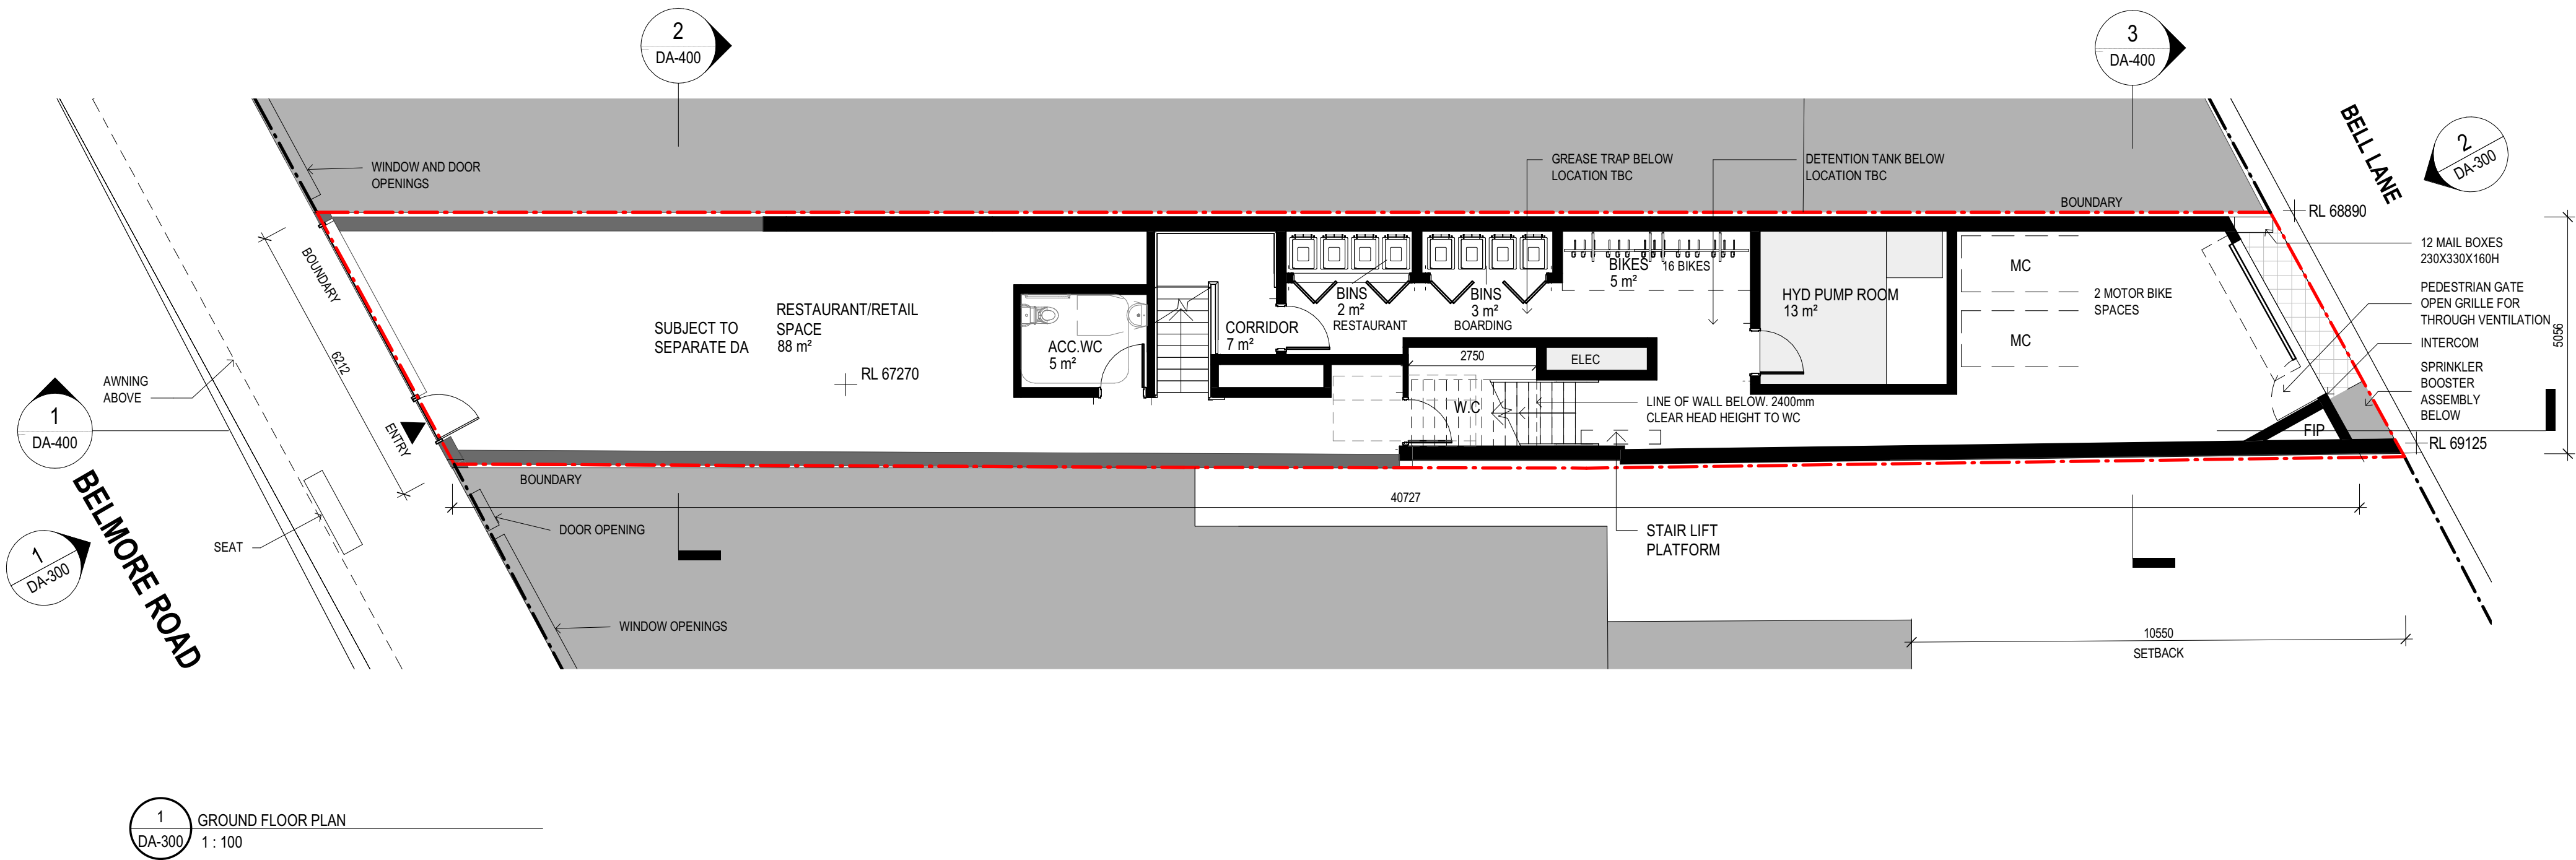 2
DA-400
3
DA-400
BELL LANE
2
DA-300
WINDOW AND DOOR
OPENINGS
GREASE TRAP BELOW
LOCATION TBC
DETENTION TANK BELOW
LOCATION TBC
BOUNDARY
RL 68890
12 MAIL BOXES
230X330X160H
PEDESTRIAN GATE
OPEN GRILLE FOR
THROUGH VENTILATION
INTERCOM
SPRINKLER
BOOSTER
ASSEMBLY
BELOW
5056
RL 69125
BOUNDARY
6212
ENTRY
SUBJECT TO
SEPARATE DA
RESTAURANT/RETAIL
SPACE
88 m²
RL 67270
ACC.WC
5 m²
CORRIDOR
7 m²
BINS
2 m²
RESTAURANT
BINS
3 m²
BOARDING
BIKES
5 m²
16 BIKES
HYD PUMP ROOM
13 m²
MC
MC
2 MOTOR BIKE
SPACES
2750
ELEC
W.C
LINE OF WALL BELOW. 2400mm
CLEAR HEAD HEIGHT TO WC
FIP
AWNING
ABOVE
1
DA-400
BELMORE ROAD
1
DA-300
SEAT
BOUNDARY
DOOR OPENING
WINDOW OPENINGS
40727
STAIR LIFT
PLATFORM
10550
SETBACK
1
DA-300
GROUND FLOOR PLAN
1 : 100